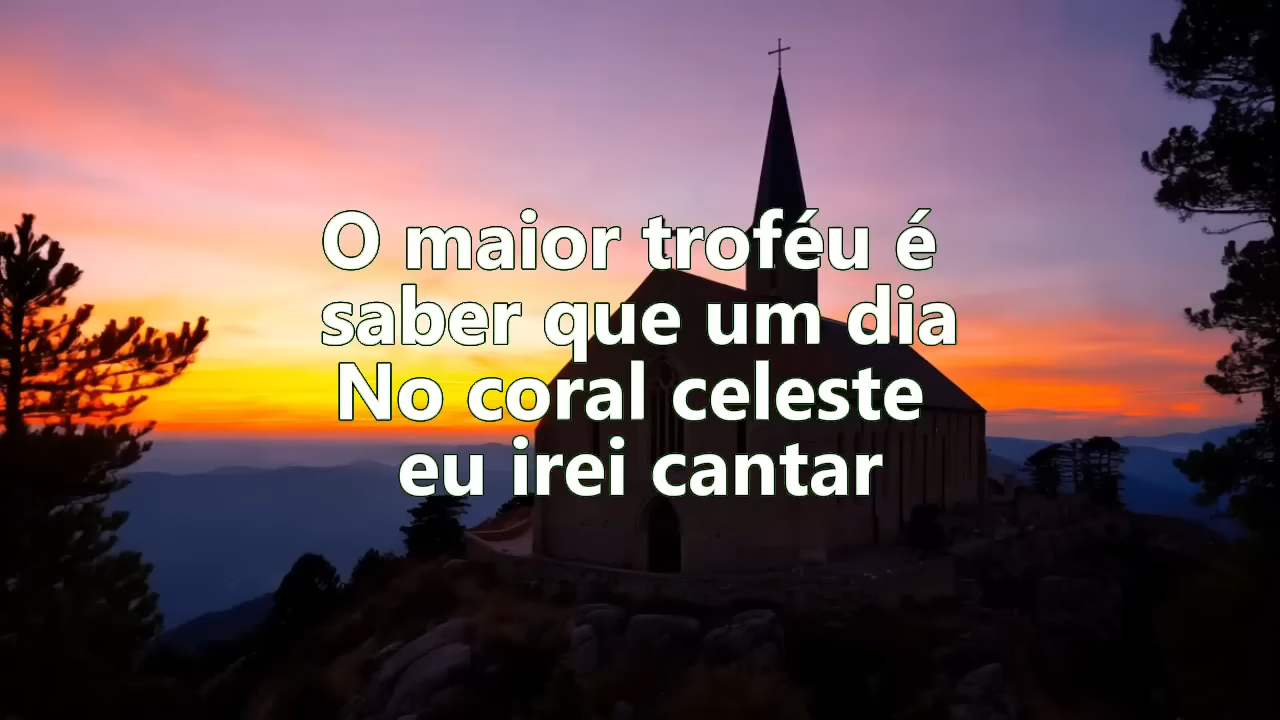 O maior troféu é
saber que um dia
No coral celeste
eu irei cantar